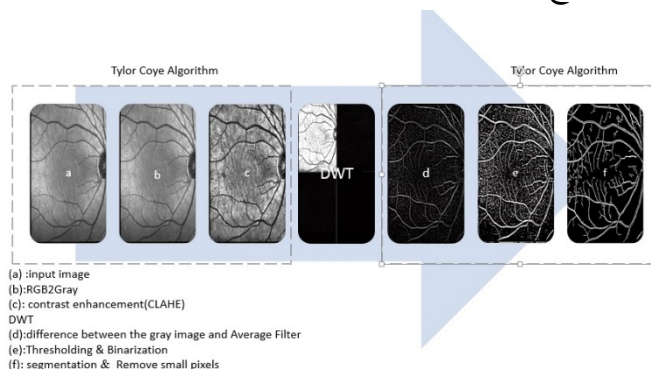 Tylor Coye Algorithm
Tylor Coye Algorithm
a
b
c
DWT
d
e
f
(a) :input image
(b):RGB2Gray
(c): contrast enhancement(CLAHE)
DWT
(d):difference between the gray image and Average Filter
(e):Thresholding & Binarization
(f): segmentation & Remove small pixels